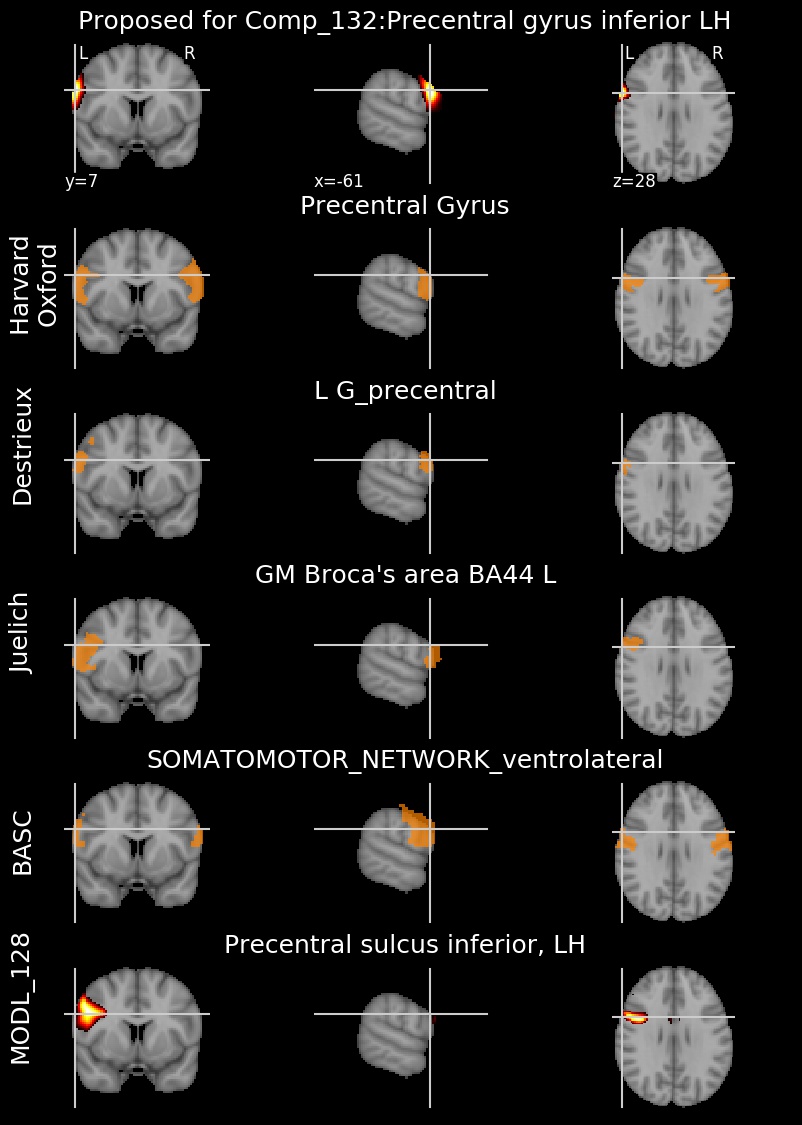 Proposed for Comp_132:Precentral gyrus inferior LH
L R
L R
y=7
x=-61
z=28
Precentral Gyrus
Harvard
Oxford
L G_precentral
Destrieux
GM Broca's area BA44 L
Juelich
SOMATOMOTOR_NETWORK_ventrolateral
BASC
Precentral sulcus inferior, LH
MODL_128